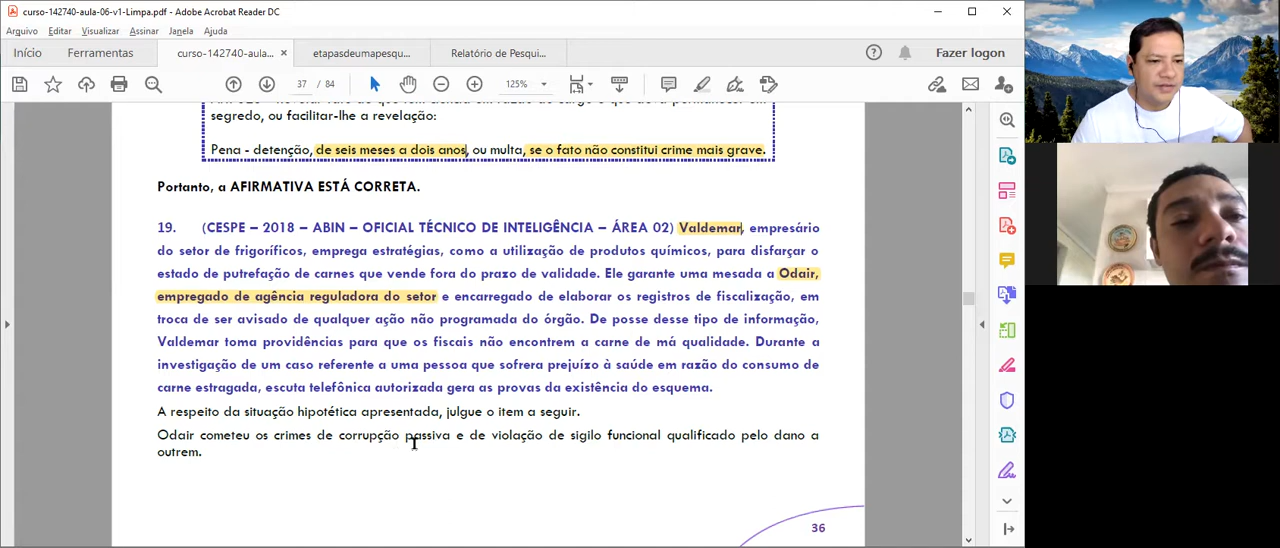 curso-142740-aula-06-v1-Limpa.pdf - Adobe Acrobat Reader DC
Arquivo Editar Visualizar Assinar Janela Ajuda
Início Ferramentas curso-142740-aula... × etapasdeumapesqu... Relatório de Pesqui... Fazer logon
37 / 84 125%
segredo, ou facilitar-lhe a revelação:
Pena - detenção, de seis meses a dois anos, ou multa, se o fato não constitui crime mais grave.
Portanto, a AFIRMATIVA ESTÁ CORRETA.
19. (CESPE – 2018 – ABIN – OFICIAL TÉCNICO DE INTELIGÊNCIA – ÁREA 02) Valdemar, empresário
do setor de frigoríficos, emprega estratégias, como a utilização de produtos químicos, para disfarçar o
estado de putrefação de carnes que vende fora do prazo de validade. Ele garante uma mesada a Odair,
empregado de agência reguladora do setor e encarregado de elaborar os registros de fiscalização, em
troca de ser avisado de qualquer ação não programada do órgão. De posse desse tipo de informação,
Valdemar toma providências para que os fiscais não encontrem a carne de má qualidade. Durante a
investigação de um caso referente a uma pessoa que sofrera prejuízo à saúde em razão do consumo de
carne estragada, escuta telefônica autorizada gera as provas da existência do esquema.
A respeito da situação hipotética apresentada, julgue o item a seguir.
Odair cometeu os crimes de corrupção passiva e de violação de sigilo funcional qualificado pelo dano a
outrem.
36